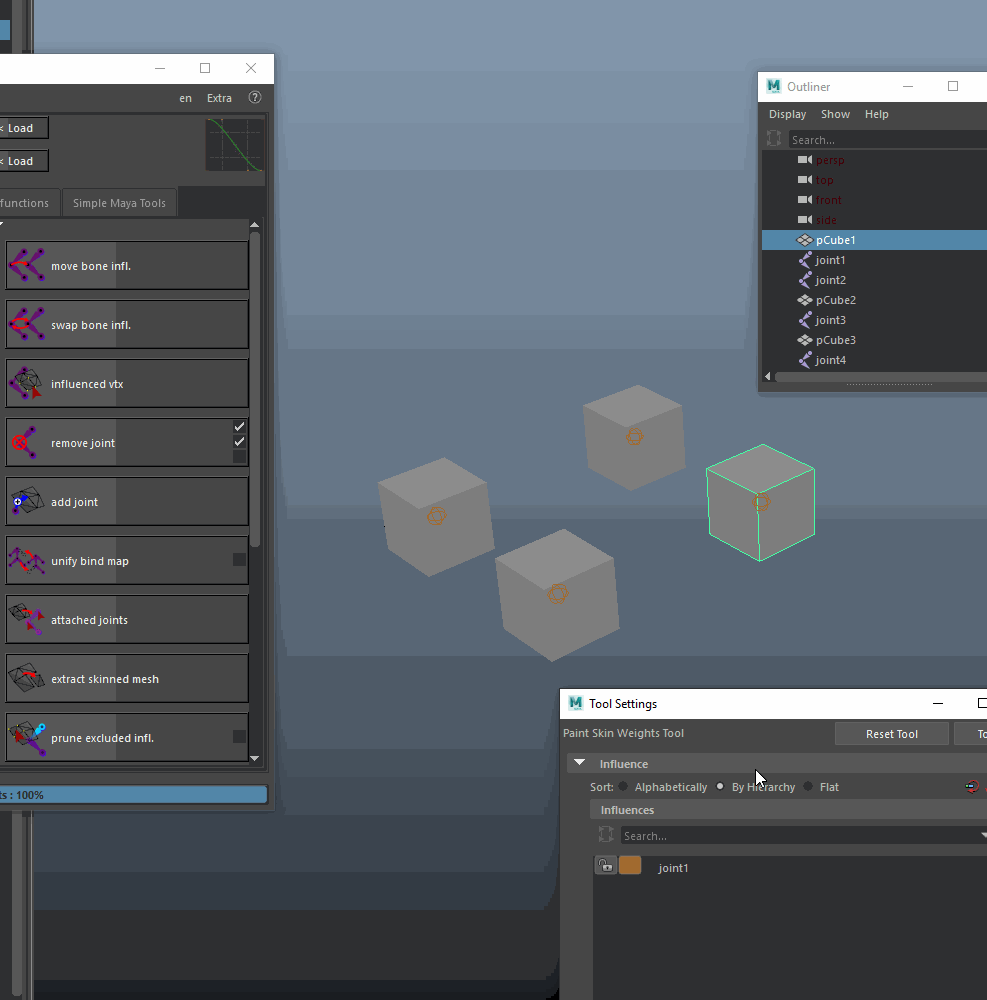 en Extra ?
< Load
< Load
functions Simple Maya Tools
move bone infl.
swap bone infl.
influenced vtx
remove joint
add joint
unify bind map
attached joints
extract skinned mesh
prune excluded infl.
ts : 100%
Outliner
Display Show Help
Search...
persp
top
front
side
pCube1
joint1
joint2
pCube2
joint3
pCube3
joint4
Tool Settings
Paint Skin Weights Tool
Reset Tool
To
Influence
Sort: Alphabetically By Hierarchy Flat
Influences
Search...
joint1